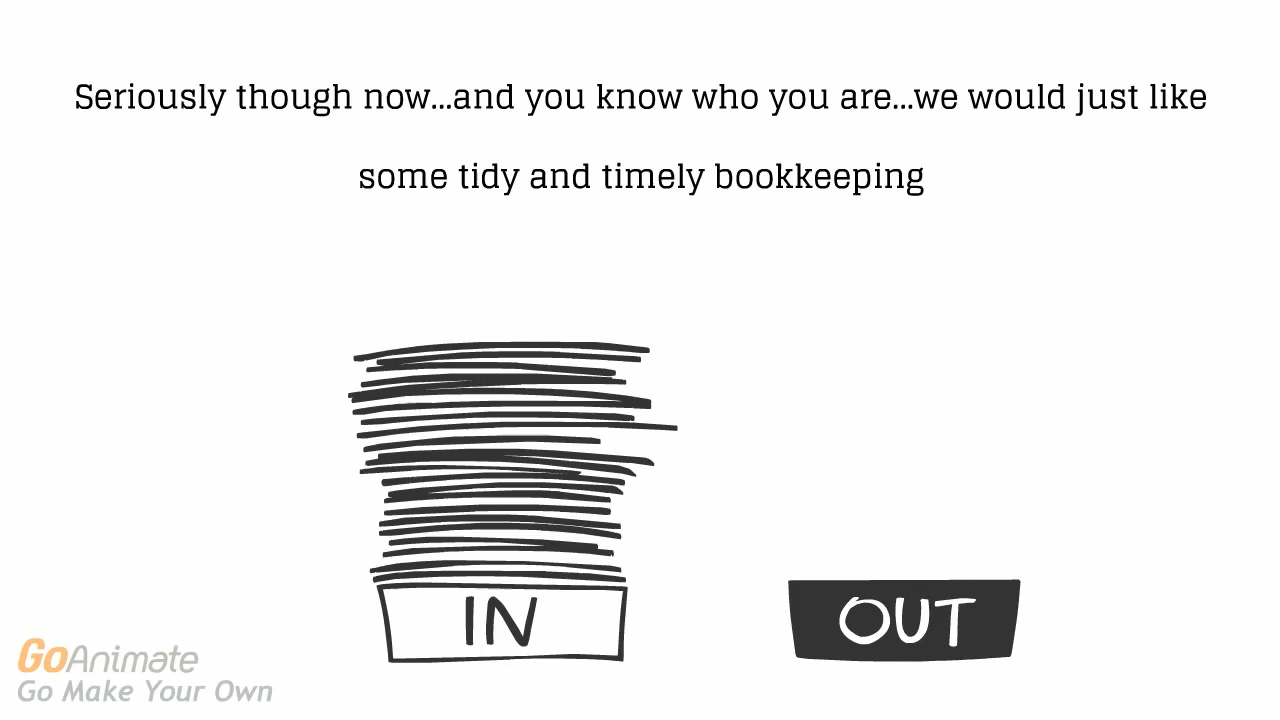 Seriously though now...and you know who you are...we would just like
some tidy and timely bookkeeping
IN
OUT
GoAnimate
Go Make Your Own